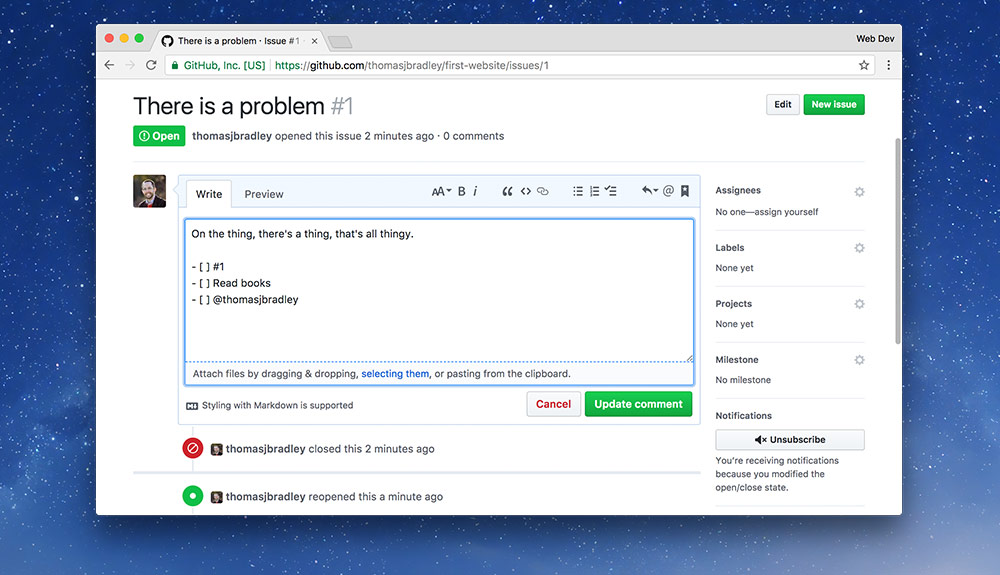 There is a problem · Issue #1
Web Dev
GitHub, Inc. [US] https://github.com/thomasjbradley/first-website/issues/1
There is a problem #1
Edit
New issue
Open thomasjbradley opened this issue 2 minutes ago · 0 comments
Write Preview
AA B i
On the thing, there's a thing, that's all thingy.
- [ ] #1
- [ ] Read books
- [ ] @thomasjbradley
Attach files by dragging & dropping, selecting them, or pasting from the clipboard.
Styling with Markdown is supported
Cancel Update comment
thomasjbradley closed this 2 minutes ago
thomasjbradley reopened this a minute ago
Assignees
No one—assign yourself
Labels
None yet
Projects
None yet
Milestone
No milestone
Notifications
Unsubscribe
You're receiving notifications
because you modified the
open/close state.